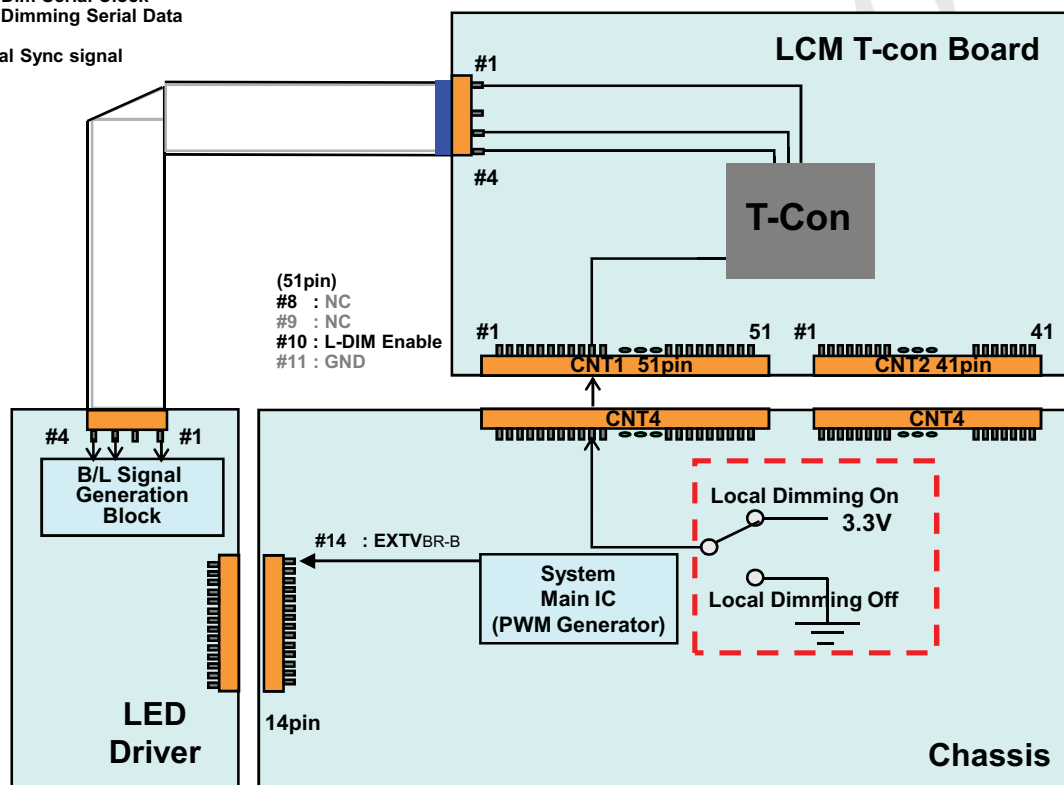 Dimming Serial Data
al Sync signal
LCM T-con Board
#1
#4
T-Con
(51pin)
#8 : NC
#9 : NC
#10 : L-DIM Enable
#11 : GND
#1
51
#1
41
CNT1 51pin
CNT2 41pin
CNT4
CNT4
#4
#1
B/L Signal
Generation
Block
Local Dimming On
3.3V
#14 : EXTVBR-B
System
Main IC
(PWM Generator)
Local Dimming Off
LED
Driver
14pin
Chassis